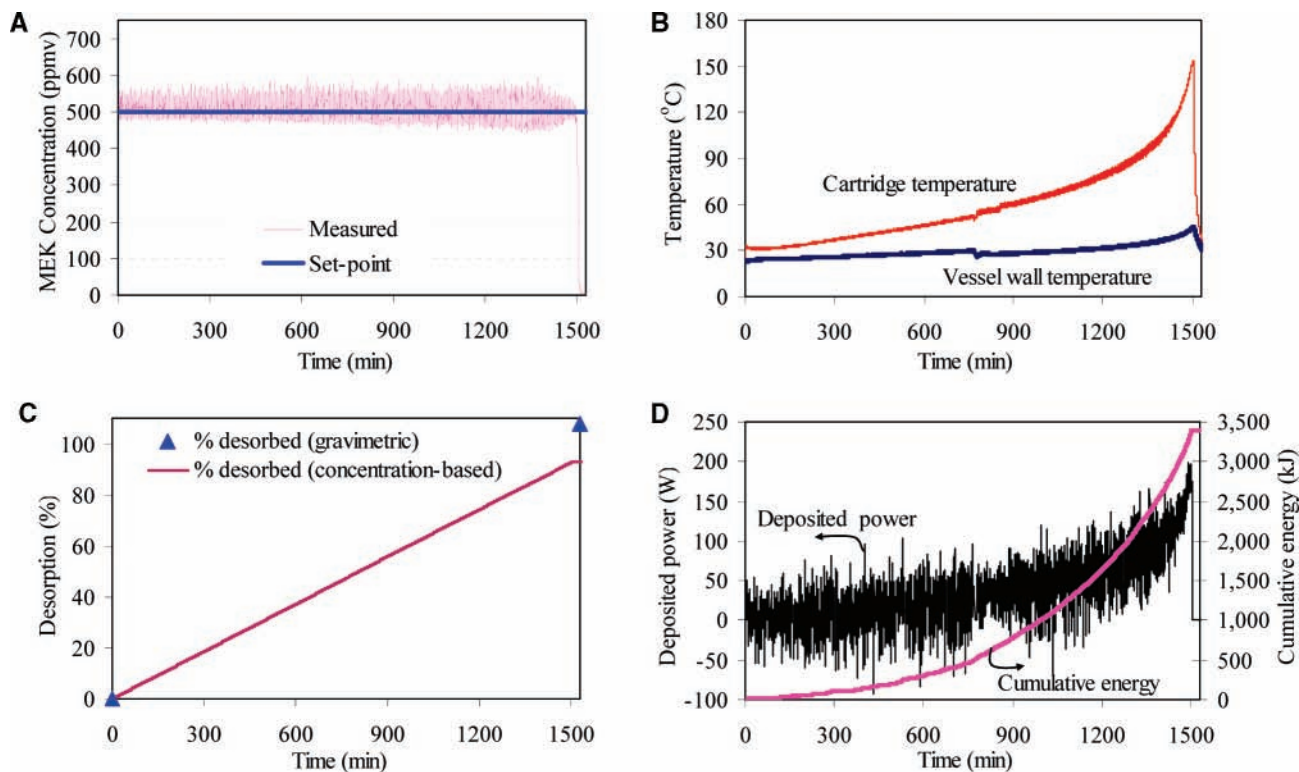 A
MEK Concentration (ppmv)
700
600
500
400
300
200
100
0
Measured
Set-point
0 300 600 900 1200 1500
Time (min)
B
Temperature (°C)
180
150
120
90
60
30
0
Cartridge temperature
Vessel wall temperature
0 300 600 900 1200 1500
Time (min)
C
Desorption (%)
100
80
60
40
20
0
% desorbed (gravimetric)
% desorbed (concentration-based)
0 300 600 900 1200 1500
Time (min)
D
Deposited power (W)
250
200
150
100
50
0
-50
-100
Deposited power
Cumulative energy
3,500
3,000
2,500
2,000
1,500
1,000
500
0
Cumulative energy (kJ)
0 300 600 900 1200 1500
Time (min)